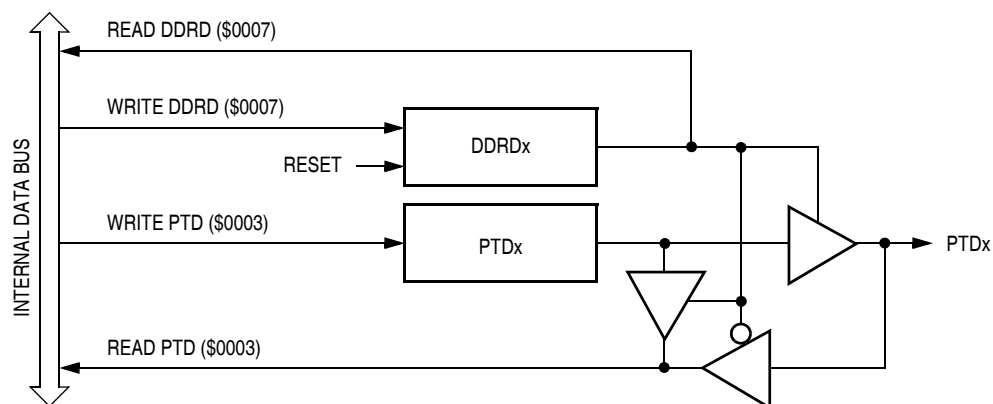 READ DDRD ($0007)
WRITE DDRD ($0007)
DDRDx
RESET
WRITE PTD ($0003)
PTDx
PTDx
READ PTD ($0003)
INTERNAL DATA BUS